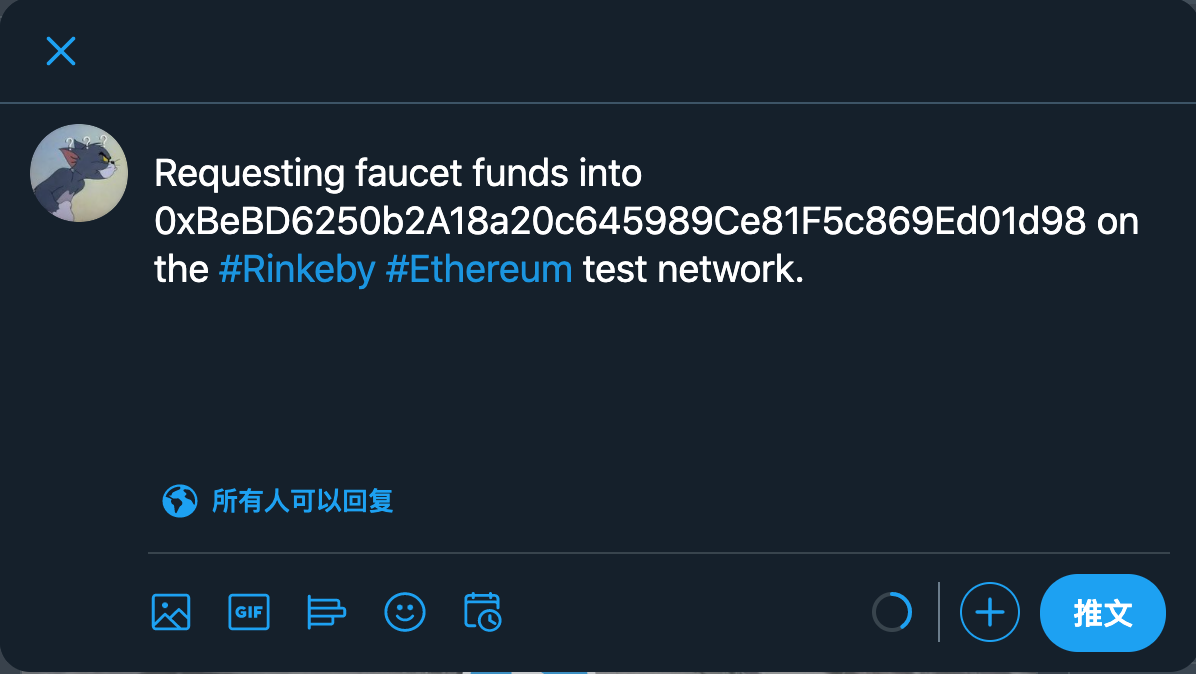 Requesting faucet funds into
0xBeBD6250b2A18a20c645989Ce81F5c869Ed01d98 on
the #Rinkeby #Ethereum test network.
所有人可以回复
GIF
推文